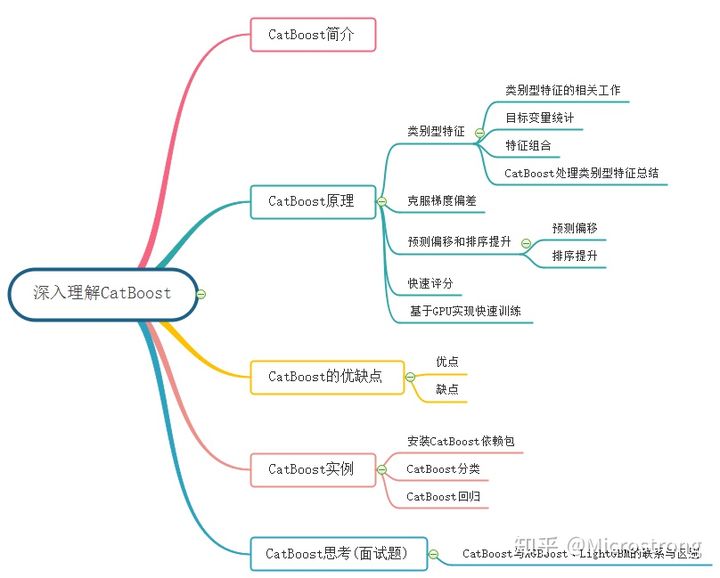 CatBoost简介
类别型特征的相关工作
目标变量统计
类别型特征
特征组合
CatBoost处理类别型特征总结
CatBoost原理
克服梯度偏差
预测偏移
预测偏移和排序提升
排序提升
快速评分
深入理解CatBoost
基于GPU实现快速训练
优点
CatBoost的优缺点
缺点
安装CatBoost依赖包
CatBoost实例
CatBoost分类
CatBoost回归
CatBoost思考(面试题)
CatBoost与XGBoost、LightGBM的联系与区别
知乎 @Microstrong